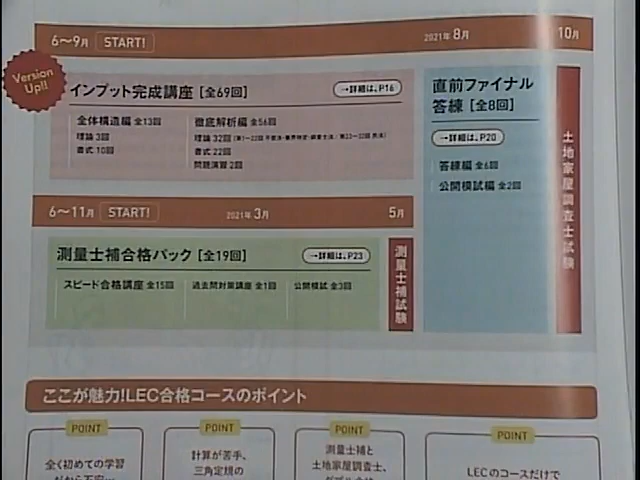 6〜9月 START!
2021年 8月
10月
Version Up!!
インプット完成講座 [全69回]
→詳細は、P16
全体構造編 全13回
理論 3回
書式 10回
徹底解析編 全56回
理論 32回
書式 22回
問題演習 2回
直前ファイナル
答練 [全8回]
→詳細は、P20
答練編 全6回
公開模試編 全2回
土地家屋調査士試験
6〜11月 START!
2021年 3月
5月
測量士補合格パック [全19回]
→詳細は、P23
スピード合格講座 全15回
過去問対策講座 全1回
公開模試 全3回
測量士補試験
ここが魅力!LEC合格コースのポイント
POINT
全く初めての学習
POINT
計算が苦手、
三角定規の
POINT
測量士補と
土地家屋調査士、
POINT
LECのコースだけで